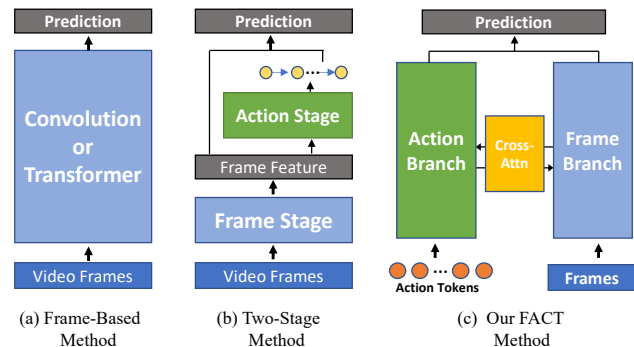 Prediction
Convolution
or
Transformer
Video Frames
(a) Frame-Based
Method
Prediction
...
Action Stage
Frame Feature
Frame Stage
Video Frames
(b) Two-Stage
Method
Prediction
Action
Branch
Cross-
Attn
Frame
Branch
...
Action Tokens
Frames
(c) Our FACT
Method